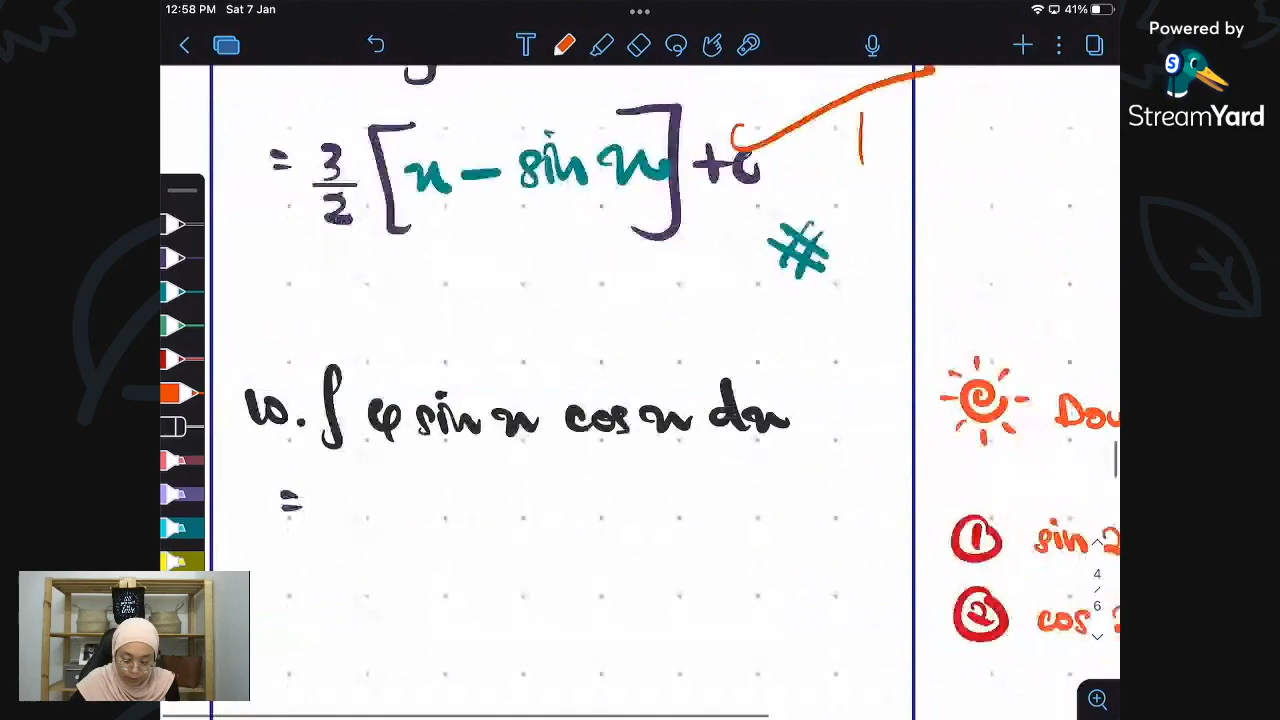 12:58 PM Sat 7 Jan
41%
Powered by
StreamYard
T
= 3/2 [x - sin x] + c
#
10. ∫ 4 sin x cos x dx
=
Dou
① sin 2
② cos 2
4
/
6